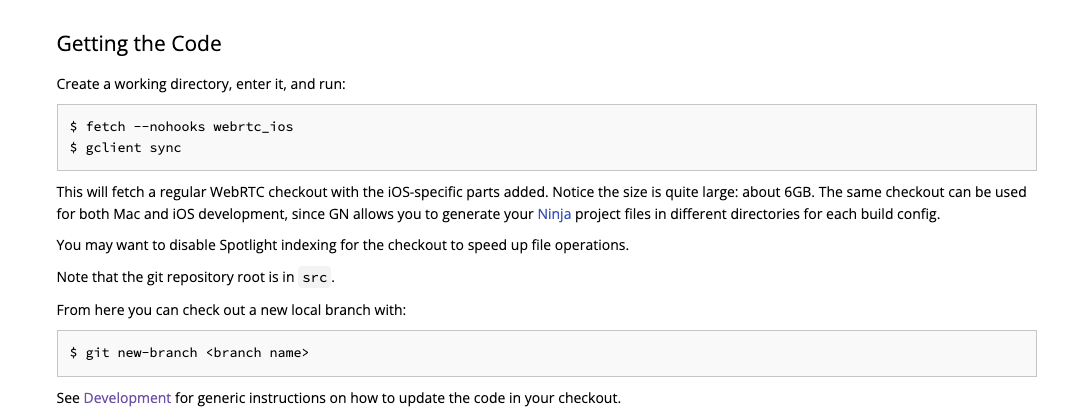 Getting the Code
Create a working directory, enter it, and run:
$ fetch --nohooks webrtc_ios
$ gclient sync
This will fetch a regular WebRTC checkout with the iOS-specific parts added. Notice the size is quite large: about 6GB. The same checkout can be used
for both Mac and iOS development, since GN allows you to generate your Ninja project files in different directories for each build config.
You may want to disable Spotlight indexing for the checkout to speed up file operations.
Note that the git repository root is in src.
From here you can check out a new local branch with:
$ git new-branch <branch name>
See Development for generic instructions on how to update the code in your checkout.